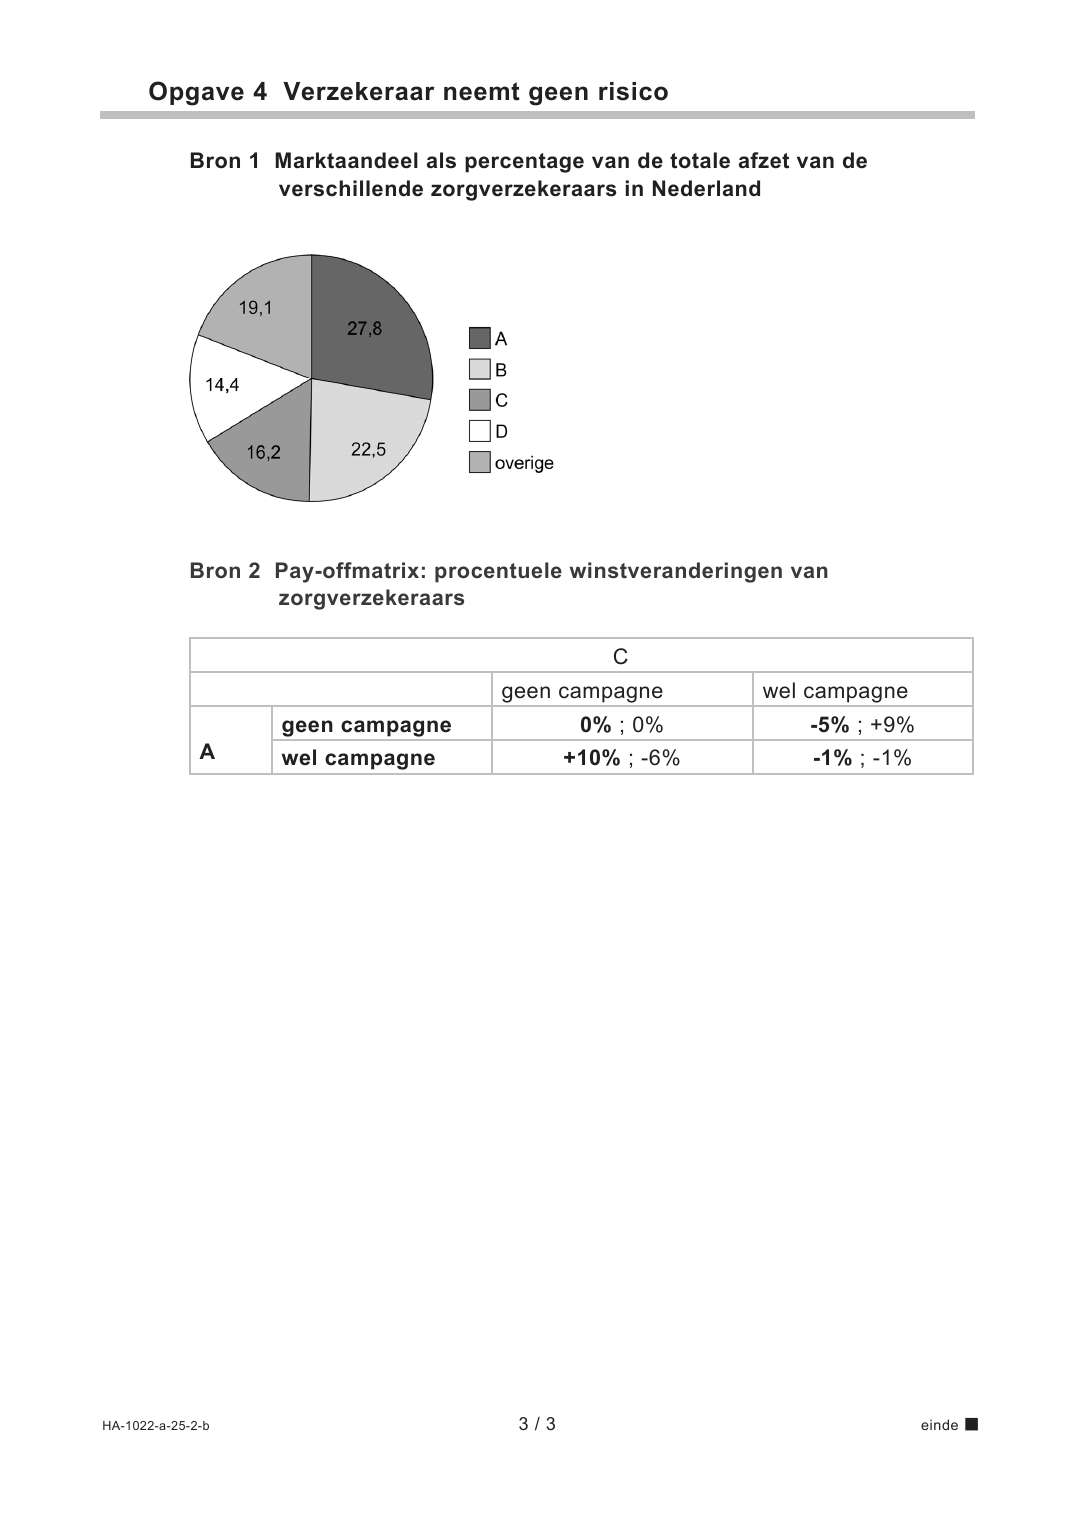 Opgave 4  Verzekeraar neemt geen risico
Bron 1  Marktaandeel als percentage van de totale afzet van de
verschillende zorgverzekeraars in Nederland
19,1
27,8
14,4
16,2
22,5
A
B
C
D
overige
Bron 2  Pay-offmatrix: procentuele winstveranderingen van
zorgverzekeraars
C
geen campagne wel campagne
A
geen campagne 0% ; 0% -5% ; +9%
wel campagne +10% ; -6% -1% ; -1%
HA-1022-a-25-2-b 3 / 3 einde